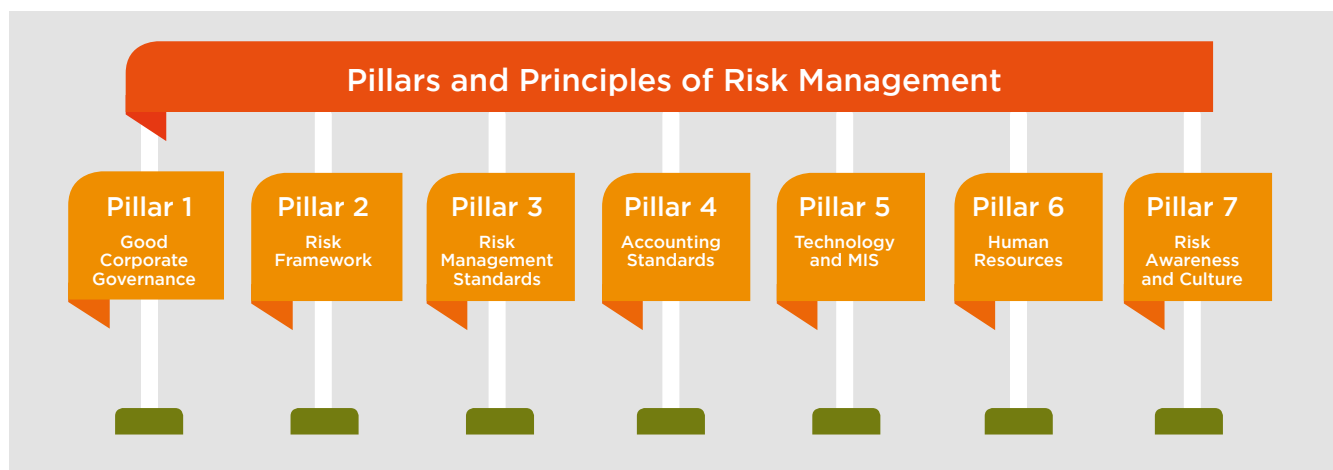 Pillars and Principles of Risk Management
Pillar 1
Good
Corporate
Governance
Pillar 2
Risk
Framework
Pillar 3
Risk
Management
Standards
Pillar 4
Accounting
Standards
Pillar 5
Technology
and MIS
Pillar 6
Human
Resources
Pillar 7
Risk
Awareness
and Culture